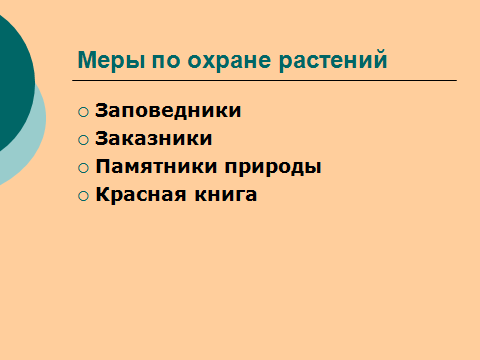 Меры по охране растений
Заповедники
Заказники
Памятники природы
Красная книга